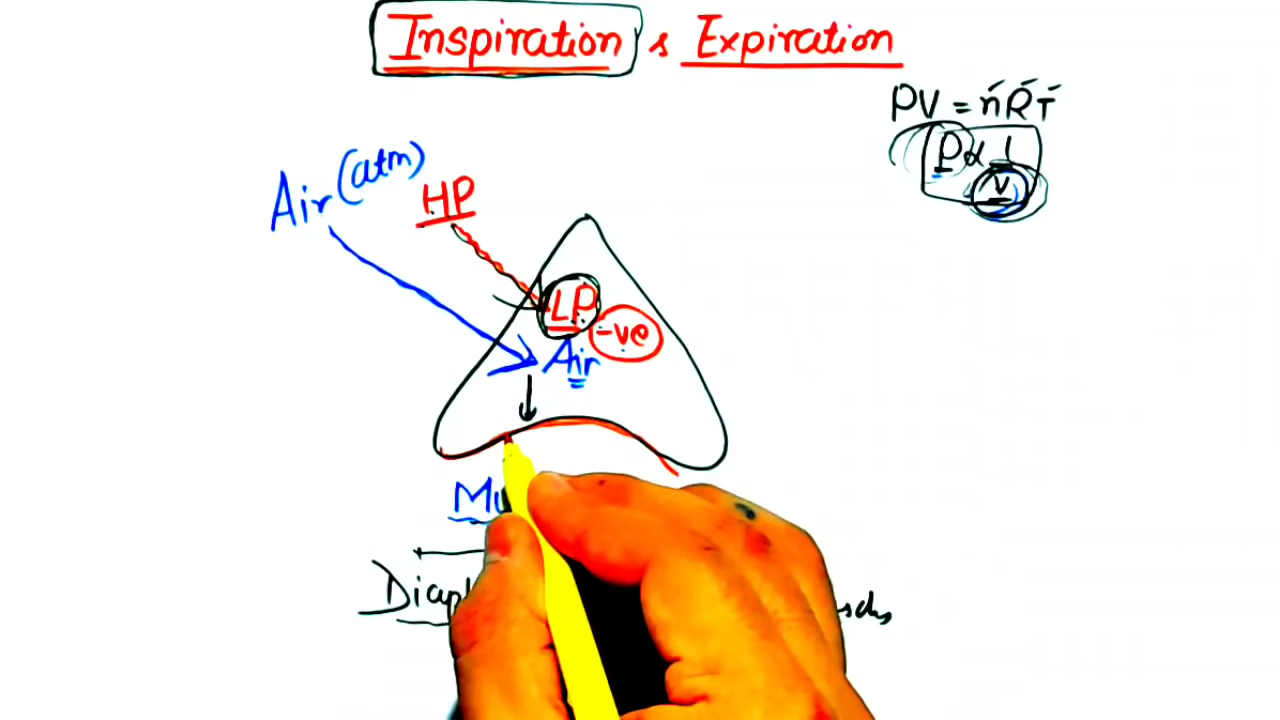 Inspiration & Expiration
PV = nRT
P α 1
V
Air (atm)
HP
LP
-ve
Air